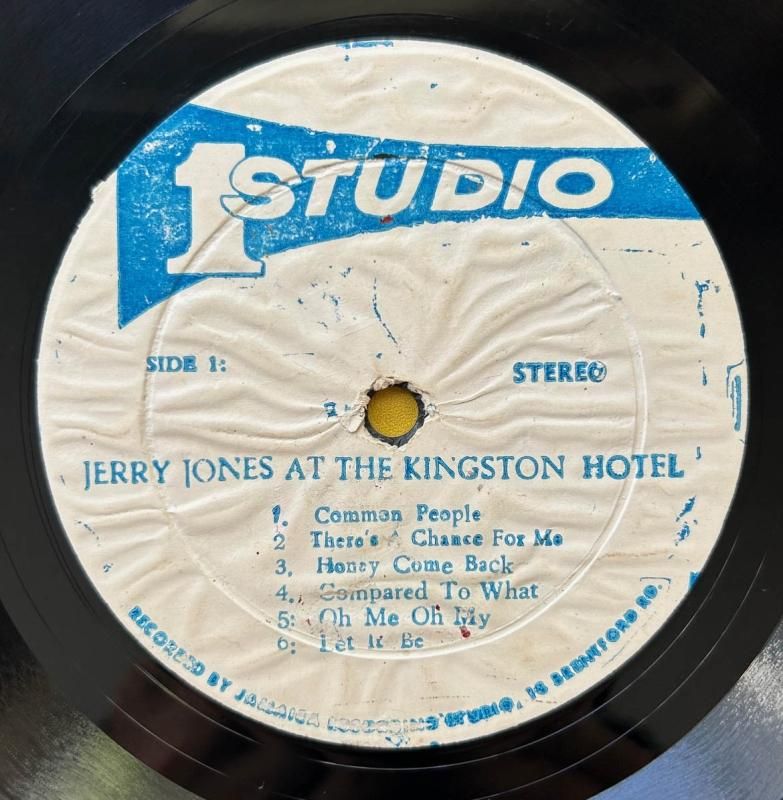 1 STUDIO
SIDE 1:
STEREO
JERRY JONES AT THE KINGSTON HOTEL
1. Common People
2 There's A Chance For Me
3. Honey Come Back
4. Compared To What
5: Oh Me Oh My
6: Let It Be
RECORDED BY JAMAICA RECORDING STUDIO, 13 BRENTFORD RD.